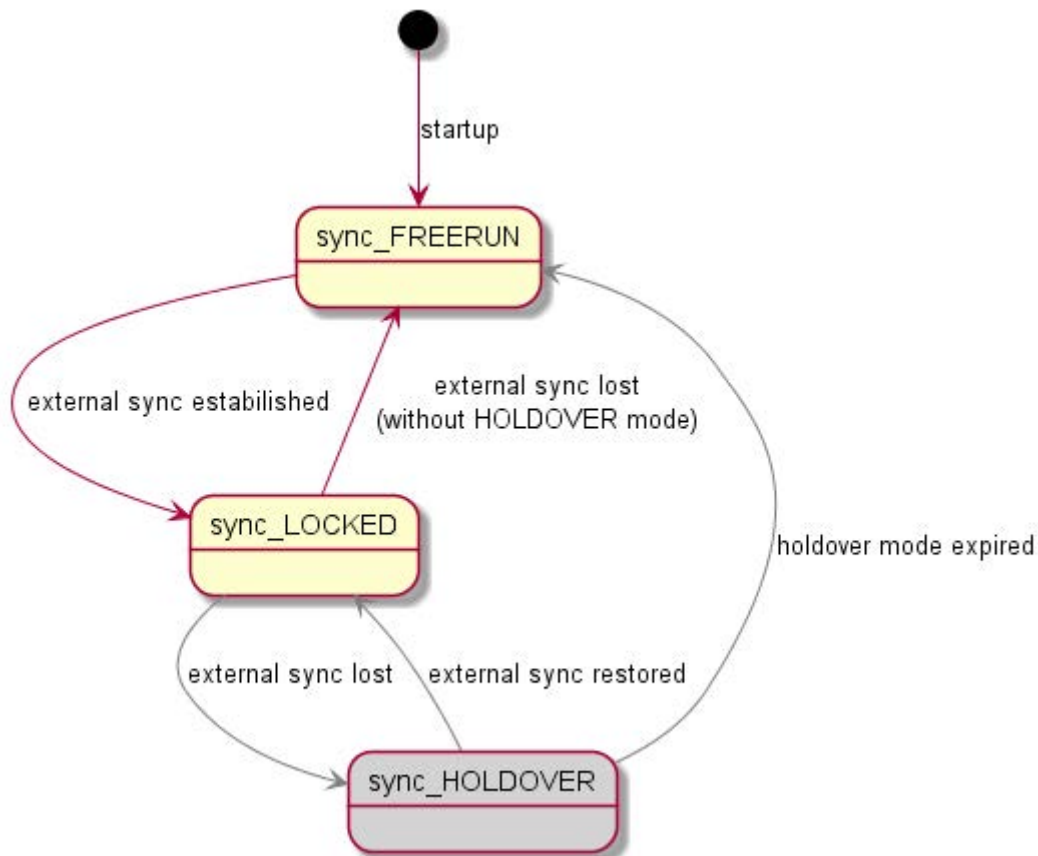 startup
sync_FREERUN
external sync estabilished
external sync lost
(without HOLDOVER mode)
sync_LOCKED
holdover mode expired
external sync lost
external sync restored
sync_HOLDOVER